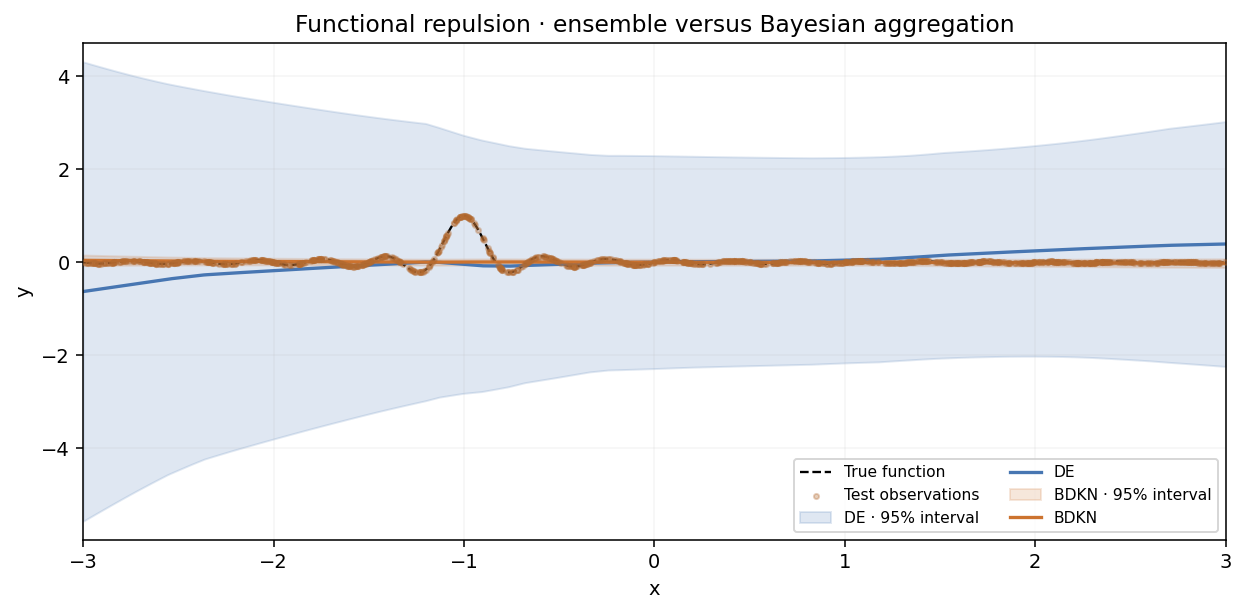 Functional repulsion · ensemble versus Bayesian aggregation
y
4
2
0
−2
−4
−3
−2
−1
0
1
2
3
x
True function
Test observations
DE · 95% interval
DE
BDKN · 95% interval
BDKN